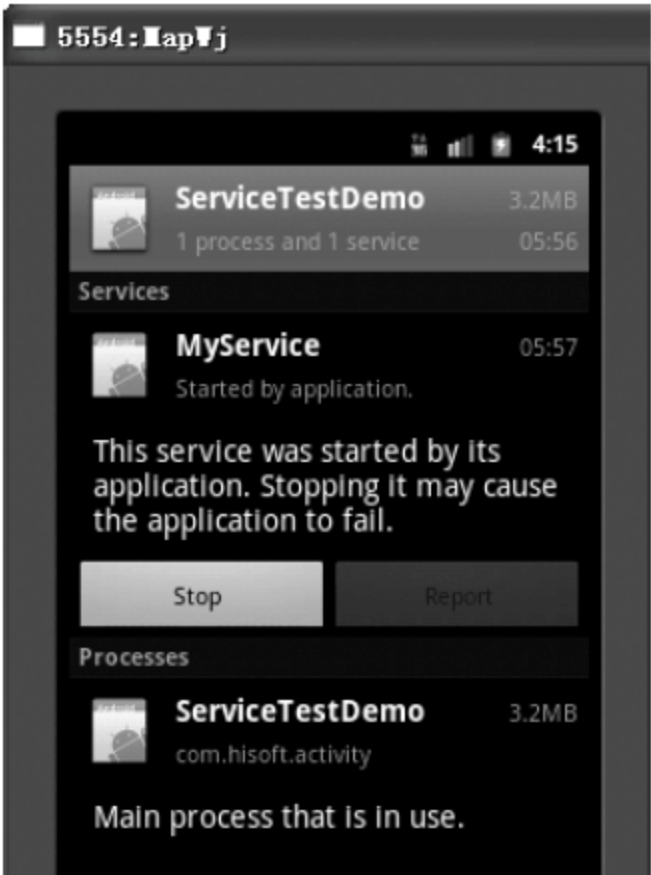 5554:MapWj
4:15
ServiceTestDemo 3.2MB
1 process and 1 service 05:56
Services
MyService 05:57
Started by application.
This service was started by its
application. Stopping it may cause
the application to fail.
Stop Report
Processes
ServiceTestDemo 3.2MB
com.hisoft.activity
Main process that is in use.